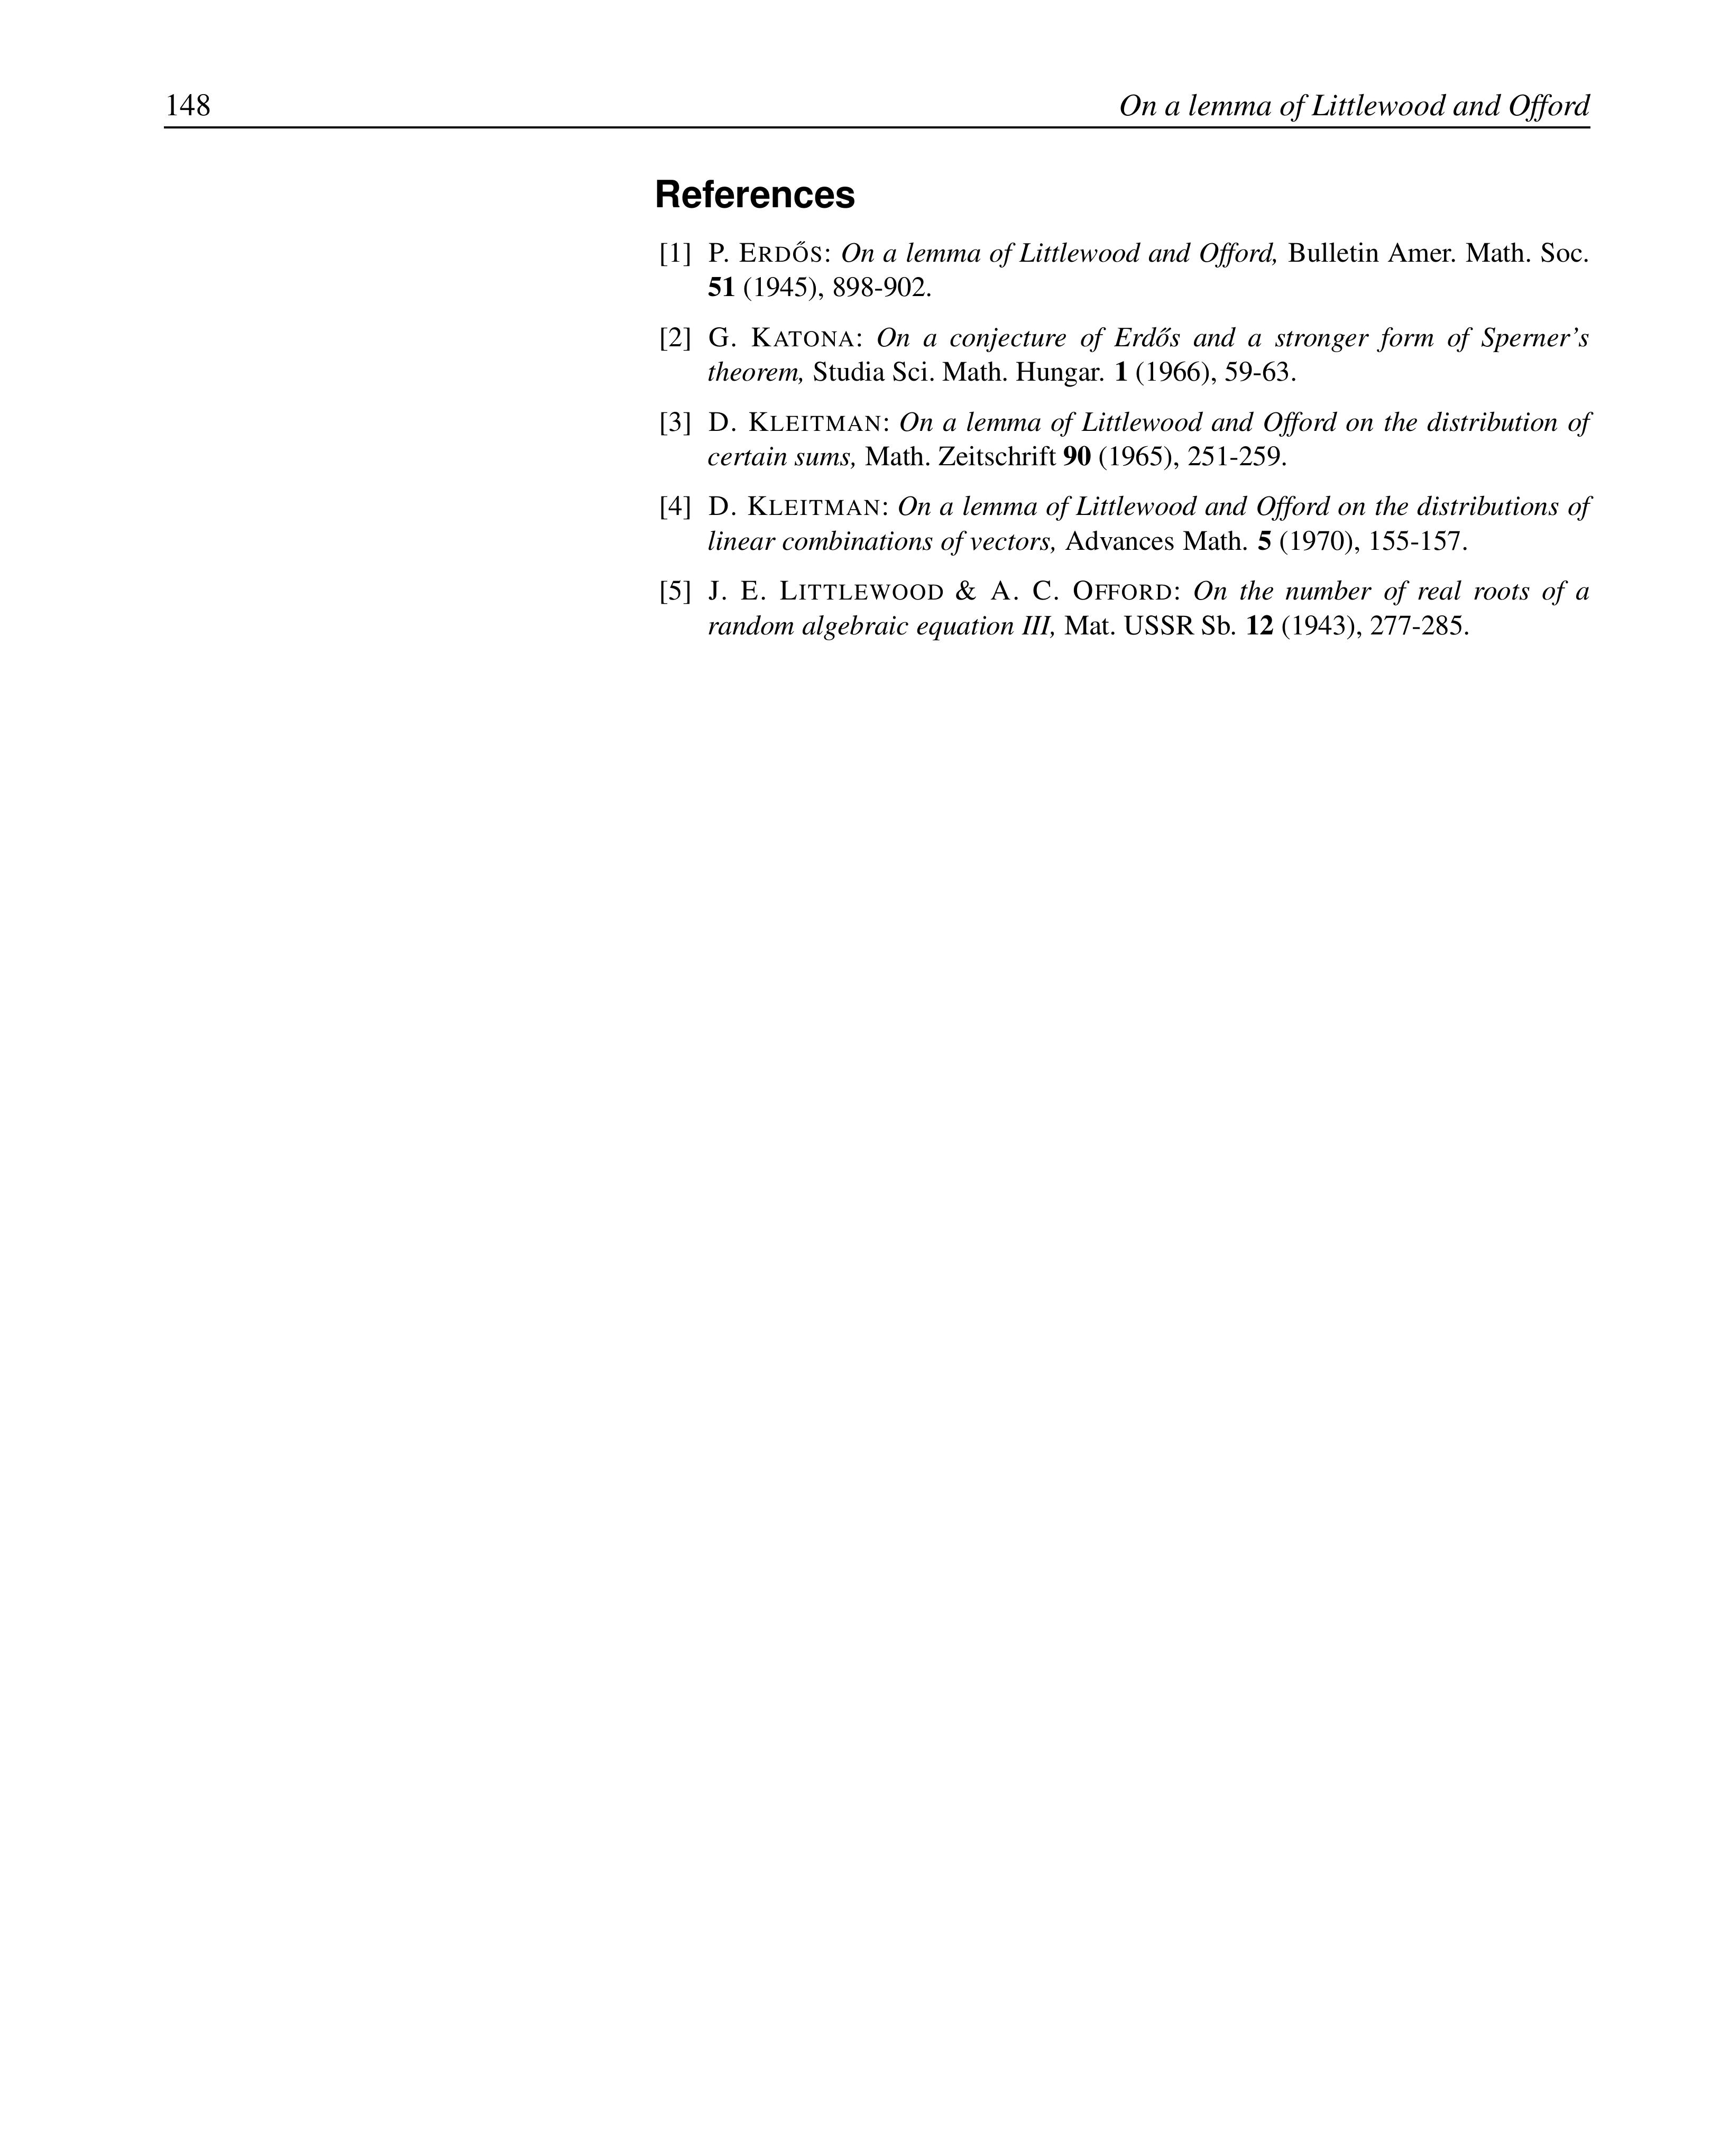 148 On a lemma of Littlewood and Offord
References
[1] P. ERDŐS: On a lemma of Littlewood and Offord, Bulletin Amer. Math. Soc.
51 (1945), 898-902.
[2] G. KATONA: On a conjecture of Erdős and a stronger form of Sperner's
theorem, Studia Sci. Math. Hungar. 1 (1966), 59-63.
[3] D. KLEITMAN: On a lemma of Littlewood and Offord on the distribution of
certain sums, Math. Zeitschrift 90 (1965), 251-259.
[4] D. KLEITMAN: On a lemma of Littlewood and Offord on the distributions of
linear combinations of vectors, Advances Math. 5 (1970), 155-157.
[5] J. E. LITTLEWOOD & A. C. OFFORD: On the number of real roots of a
random algebraic equation III, Mat. USSR Sb. 12 (1943), 277-285.